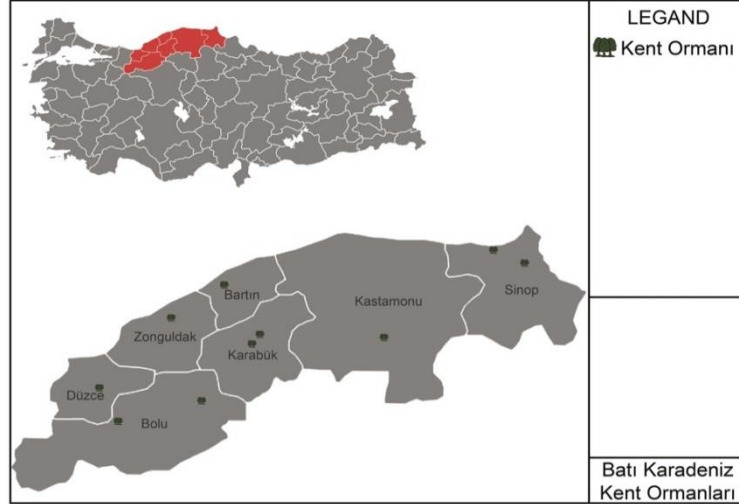 LEGAND
Kent Ormanı
Bartın
Kastamonu
Sinop
Zonguldak
Karabük
Düzce
Bolu
Batı Karadeniz
Kent Ormanları